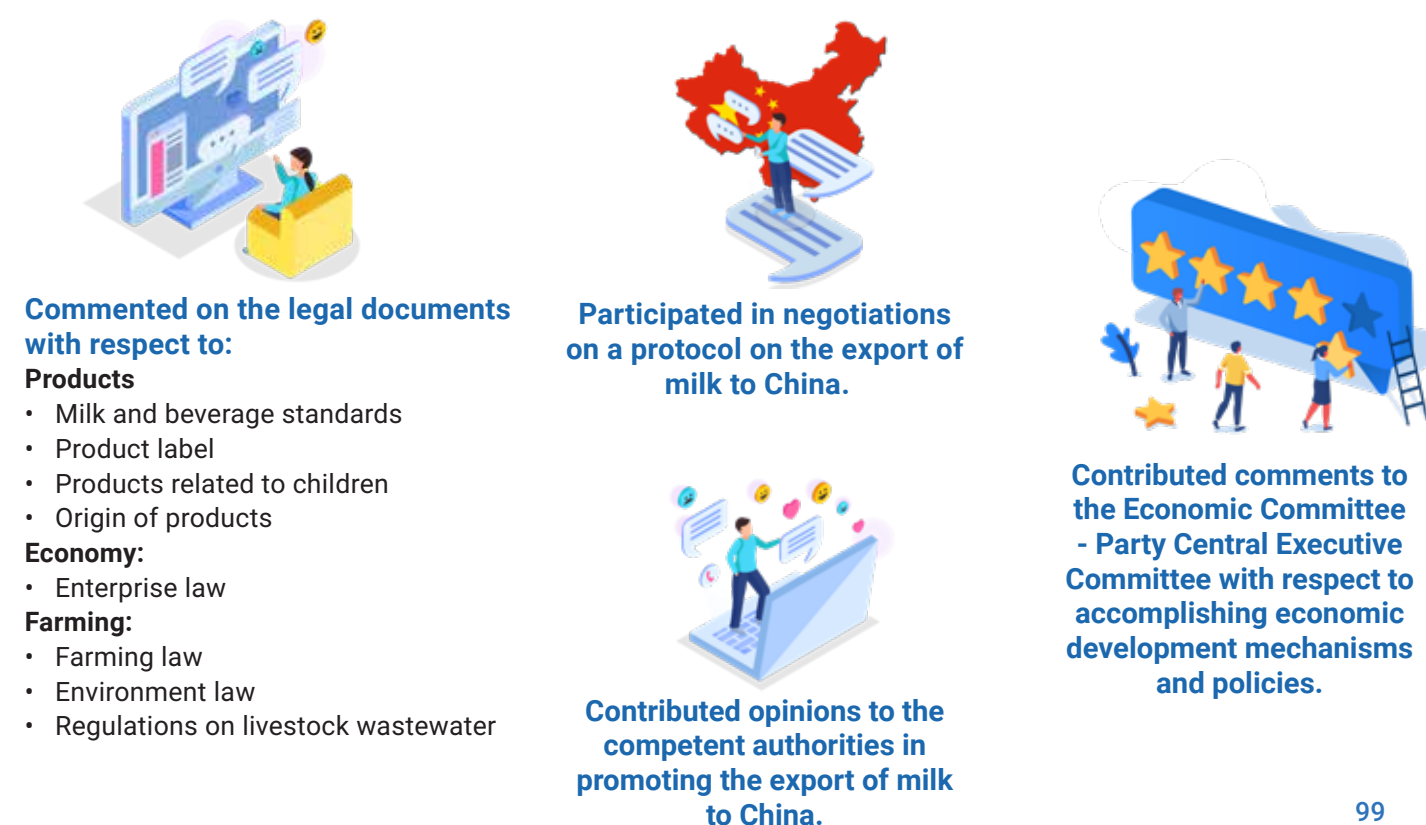 Commented on the legal documents
with respect to:
Products
• Milk and beverage standards
• Product label
• Products related to children
• Origin of products
Economy:
• Enterprise law
Farming:
• Farming law
• Environment law
• Regulations on livestock wastewater
Participated in negotiations
on a protocol on the export of
milk to China.
Contributed opinions to the
competent authorities in
promoting the export of milk
to China.
Contributed comments to
the Economic Committee
- Party Central Executive
Committee with respect to
accomplishing economic
development mechanisms
and policies.
99